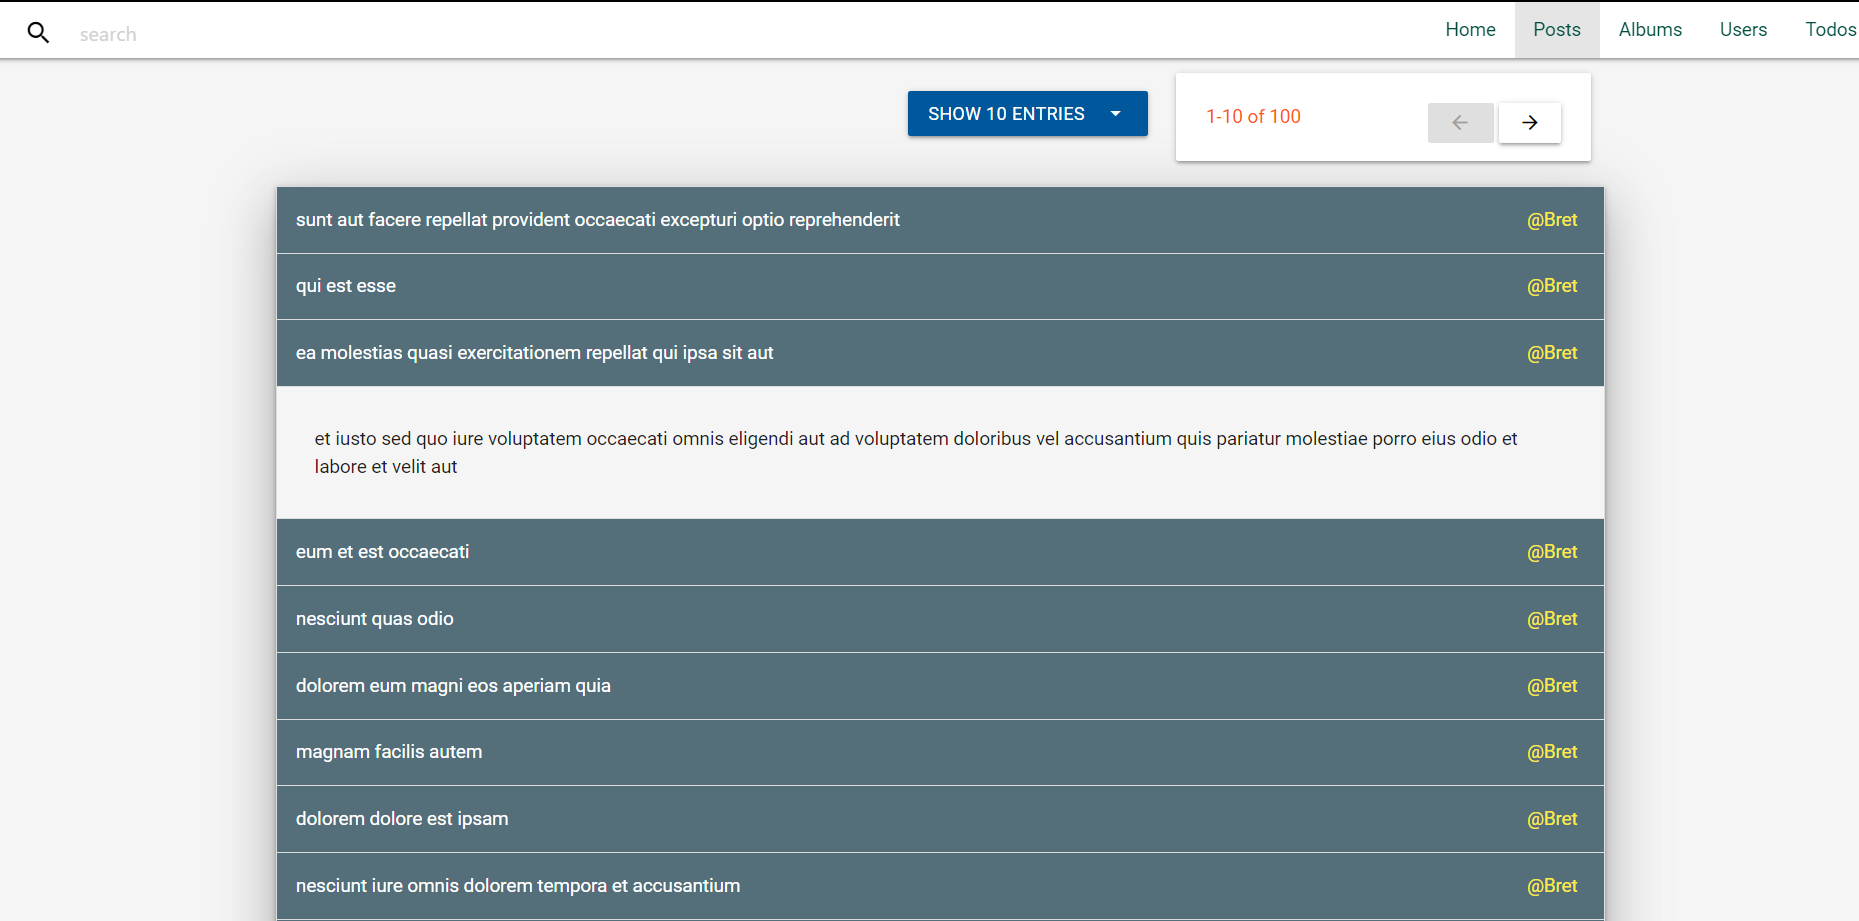 search
Home Posts Albums Users Todos
SHOW 10 ENTRIES
1-10 of 100
sunt aut facere repellat provident occaecati excepturi optio reprehenderit @Bret
qui est esse @Bret
ea molestias quasi exercitationem repellat qui ipsa sit aut @Bret
et iusto sed quo iure voluptatem occaecati omnis eligendi aut ad voluptatem doloribus vel accusantium quis pariatur molestiae porro eius odio et
labore et velit aut
eum et est occaecati @Bret
nesciunt quas odio @Bret
dolorem eum magni eos aperiam quia @Bret
magnam facilis autem @Bret
dolorem dolore est ipsam @Bret
nesciunt iure omnis dolorem tempora et accusantium @Bret